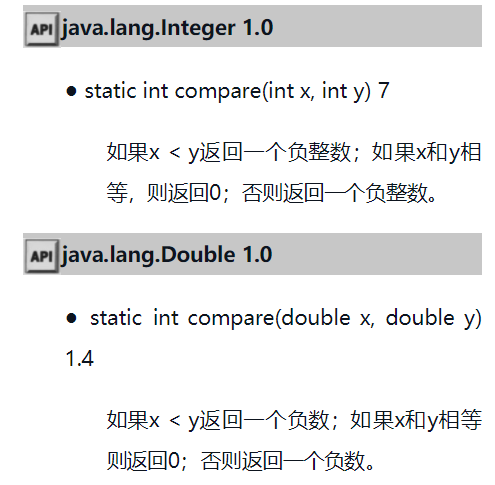 API java.lang.Integer 1.0
● static int compare(int x, int y) 7
如果x < y返回一个负整数；如果x和y相
等，则返回0；否则返回一个负整数。
API java.lang.Double 1.0
● static int compare(double x, double y)
1.4
如果x < y返回一个负数；如果x和y相等
则返回0；否则返回一个负数。